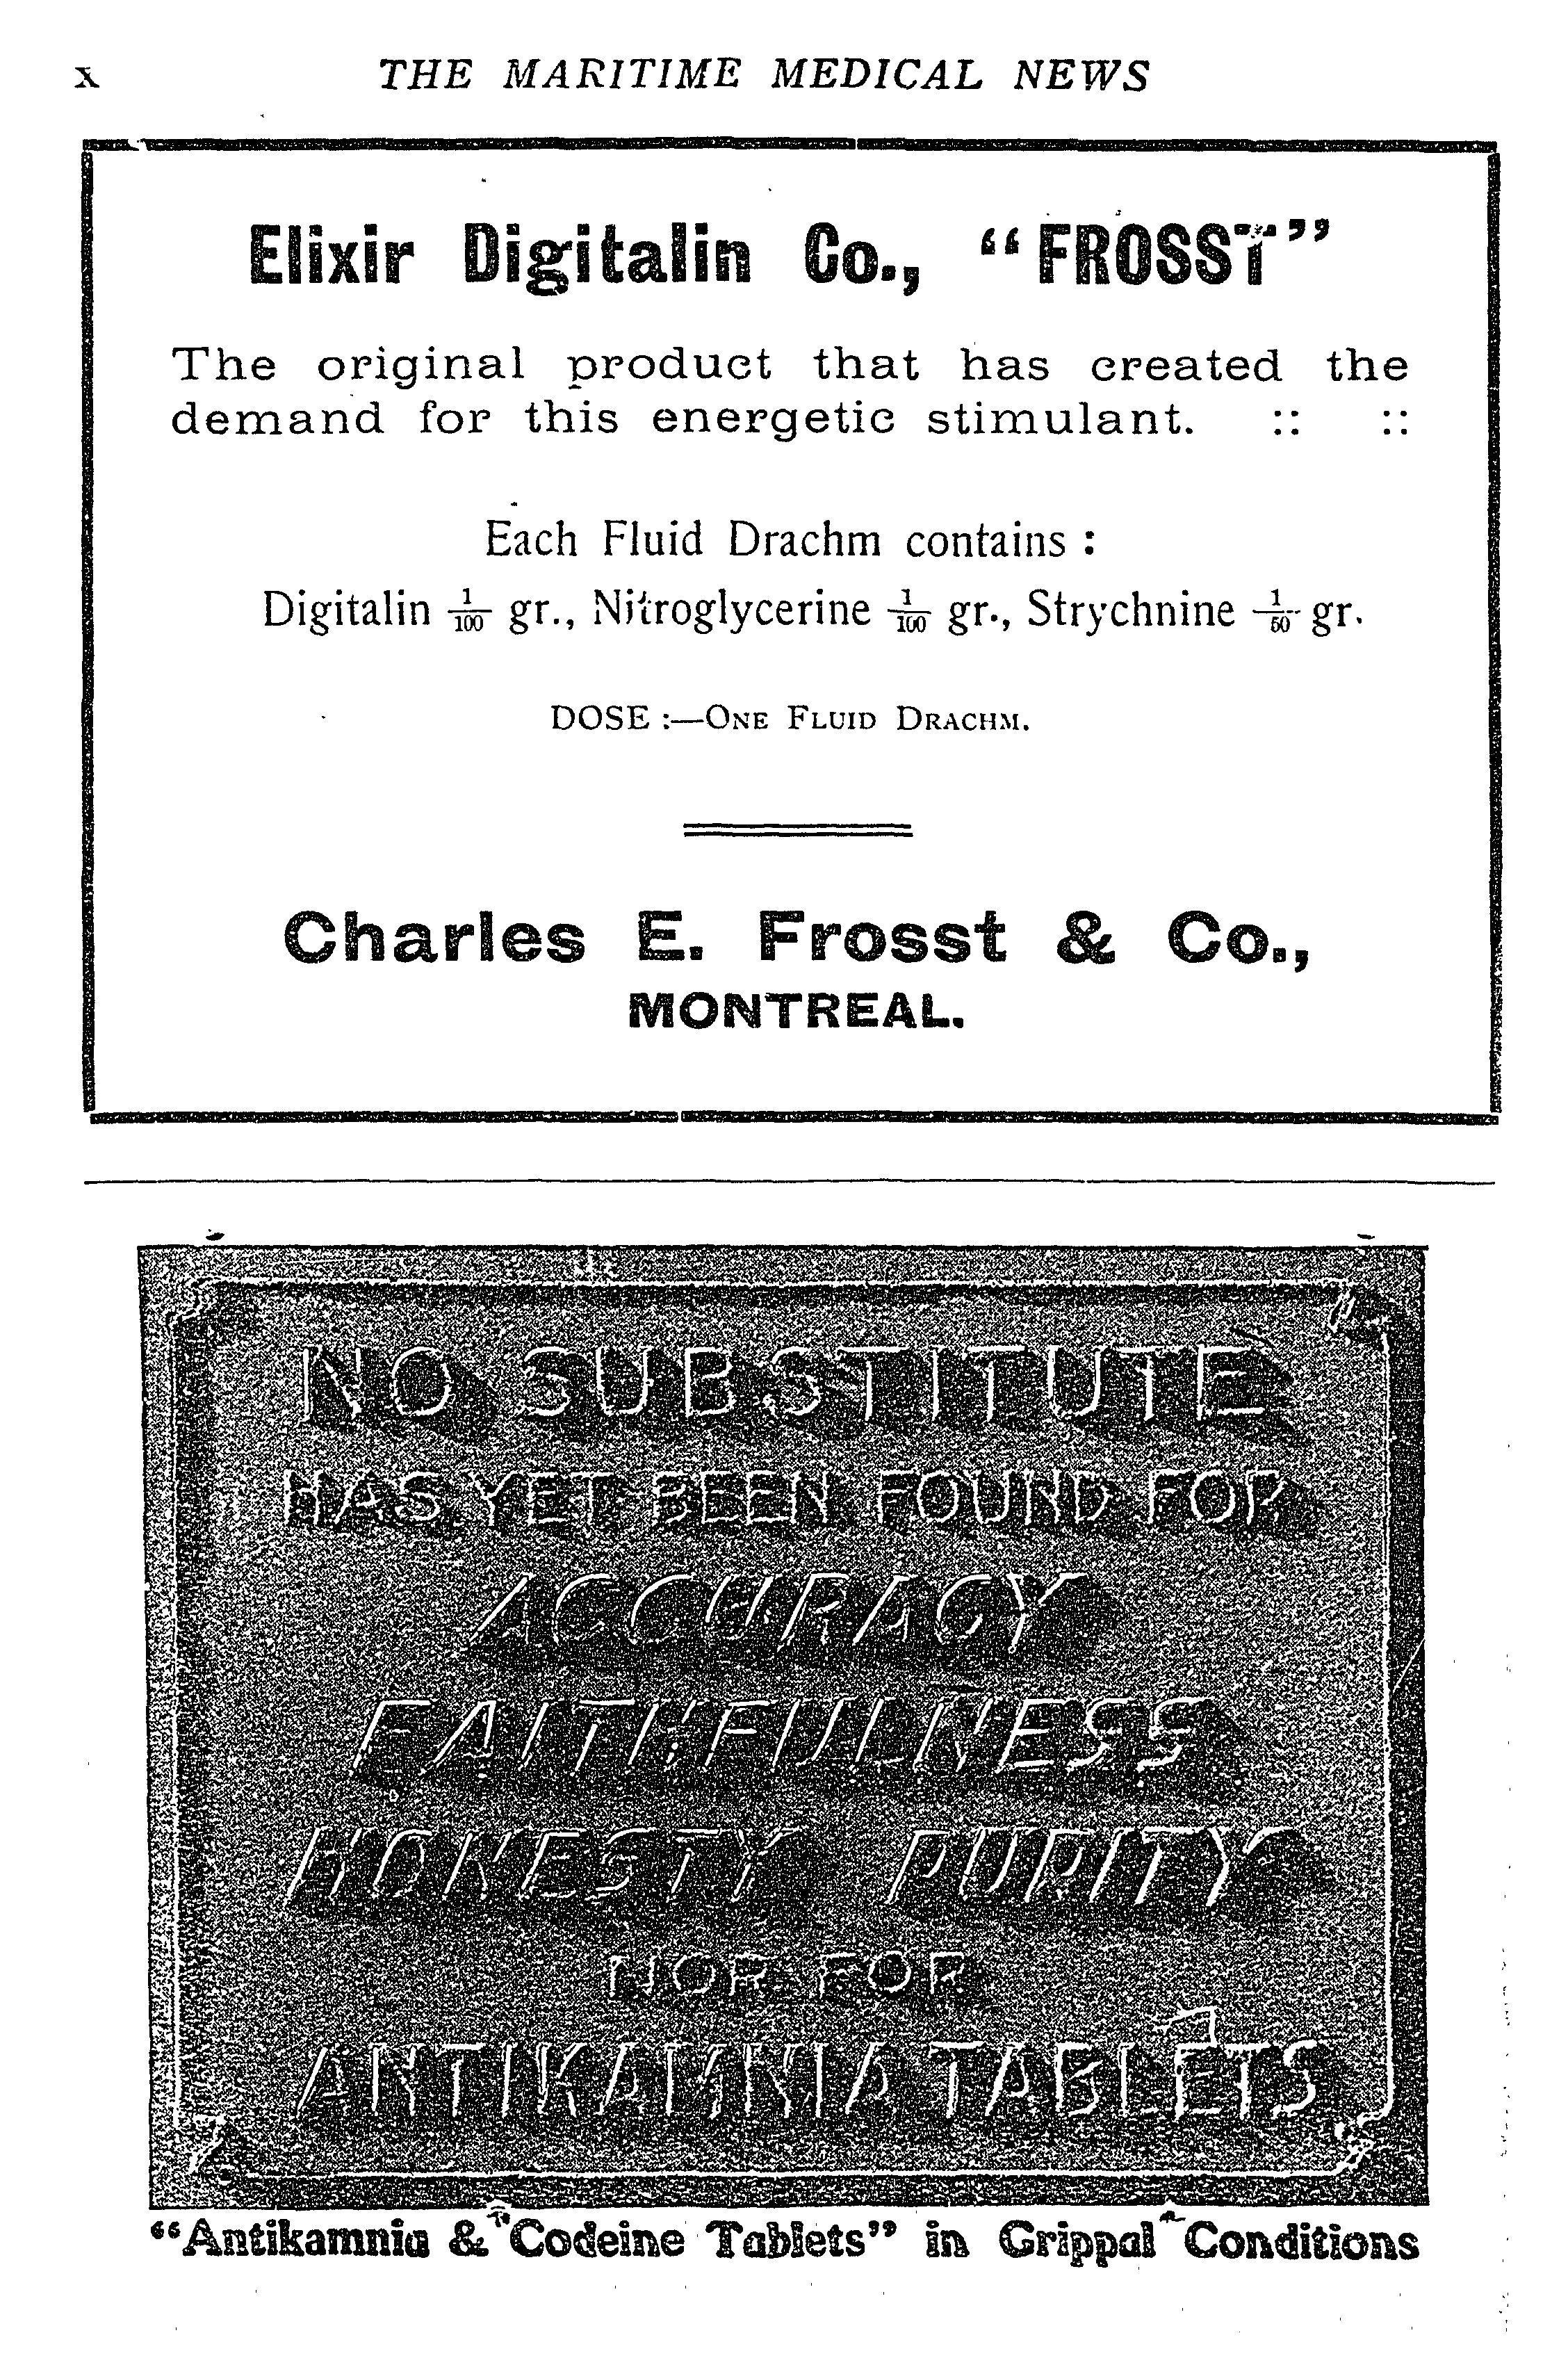 x THE MARITIME MEDICAL NEWS
Elixir Digitalin Co., “FROSST”
The original product that has created the
demand for this energetic stimulant. :: ::
Each Fluid Drachm contains :
Digitalin 1/100 gr., Nitroglycerine 1/100 gr., Strychnine 1/50 gr.
DOSE :—ONE FLUID DRACHM.
Charles E. Frosst & Co.,
MONTREAL.
NO SUBSTITUTE
HAS YET BEEN FOUND FOR
ACCURACY
FAITHFULNESS
HONESTY PURITY
NOR FOR
ANTIKAMNIA TABLETS
“Antikamnia & Codeine Tablets” in Grippal Conditions